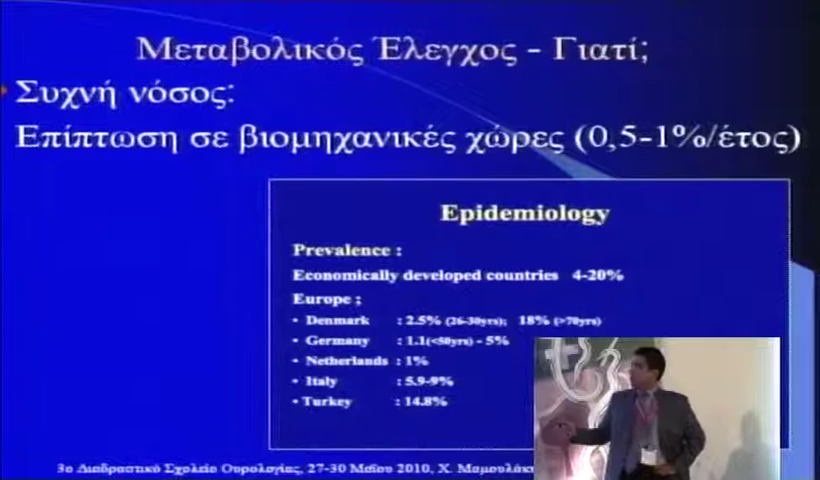 Μεταβολικός Έλεγχος - Γιατί;
Συχνή νόσος:
Επίπτωση σε βιομηχανικές χώρες (0,5-1%/έτος)
Epidemiology
Prevalence :
Economically developed countries 4-20%
Europe ;
• Denmark : 2.5% (26-30yrs); 18% (>70yrs)
• Germany : 1.1(<50yrs) - 5%
• Netherlands : 1%
• Italy : 5.9-9%
• Turkey : 14.8%
3ο Διαδραστικό Σχολείο Ουρολογίας, 27-30 Μαΐου 2010, Χ. Μαμουλάκη